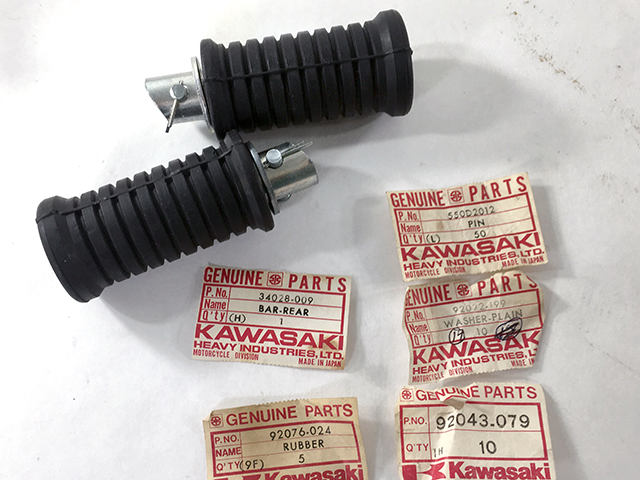 GENUINE PARTS
P. No. 550D2012
Name PIN
Q'ty (L) 50
KAWASAKI
HEAVY INDUSTRIES, LTD.
MOTORCYCLE DIVISION MADE IN JAPAN
GENUINE PARTS
P. No. 34028-009
Name BAR-REAR
Q'ty (H) 1
KAWASAKI
HEAVY INDUSTRIES, LTD.
MOTORCYCLE DIVISION MADE IN JAPAN
GENUINE PARTS
P. No.
Name WASHER-PLAIN
Q'ty 10
KAWASAKI
HEAVY INDUSTRIES, LTD.
MOTORCYCLE DIVISION MADE IN JAPAN
GENUINE PARTS
P.NO. 92076-024
NAME RUBBER
Q'TY (9F) 5
Kawasaki
GENUINE PARTS
P.NO. 92043.079
Q'TY 1H 10
Kawasaki